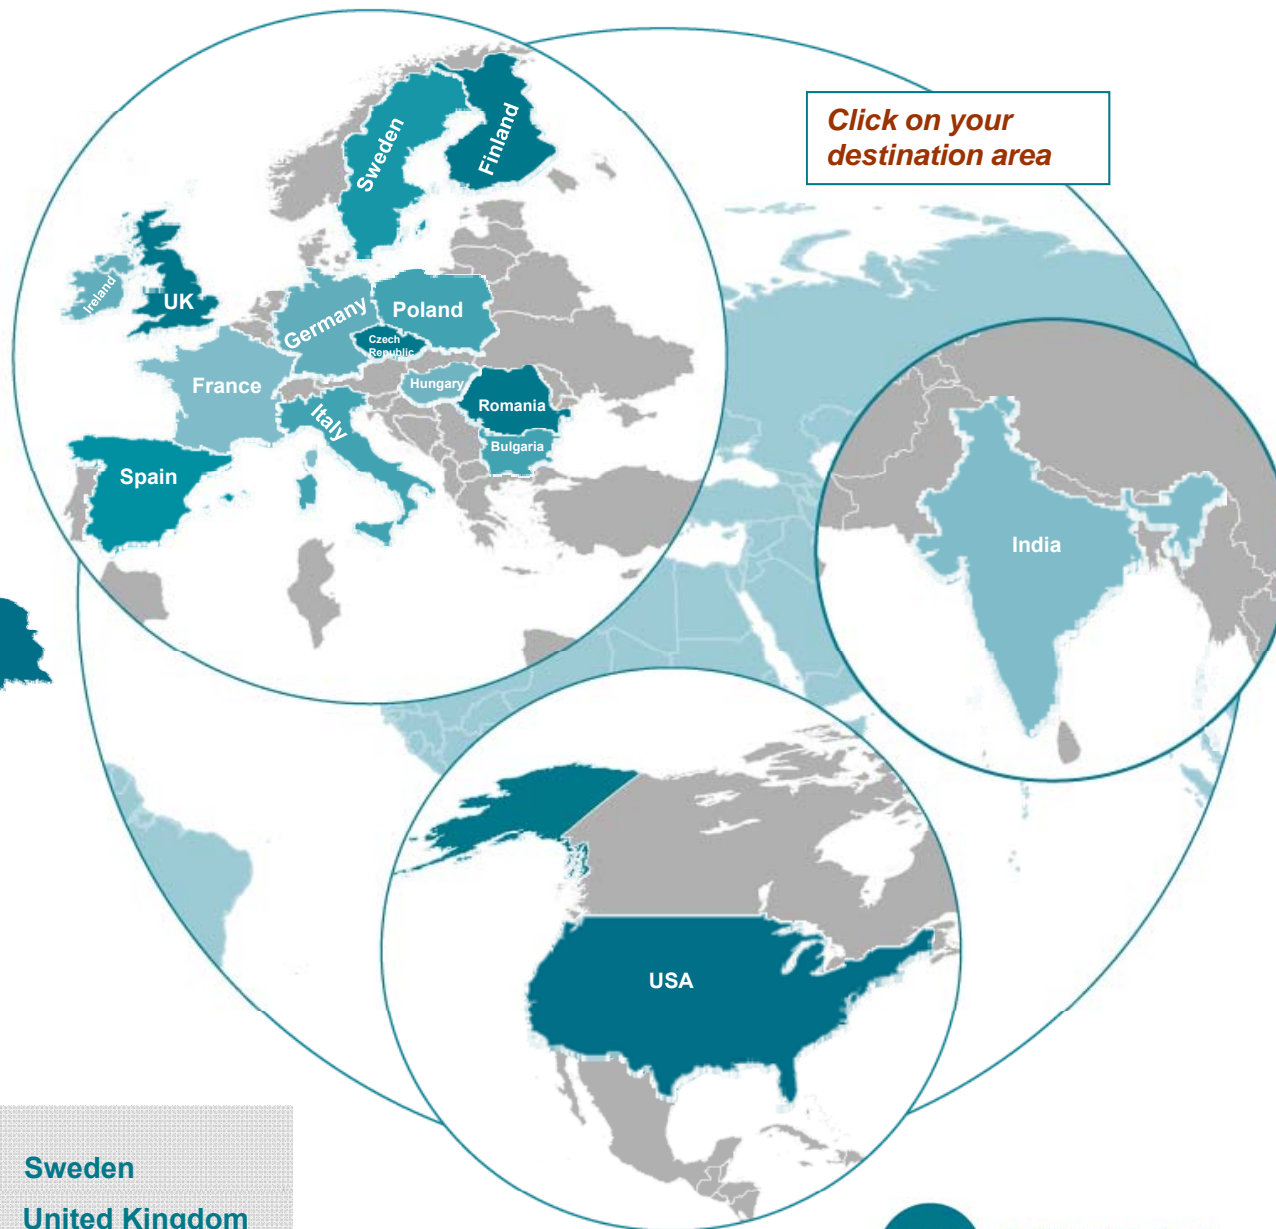 Click on your
destination area
Sweden
Finland
Ireland
UK
Germany
Poland
Czech
Republic
France
Hungary
Italy
Romania
Bulgaria
Spain
India
USA
Sweden
United Kingdom